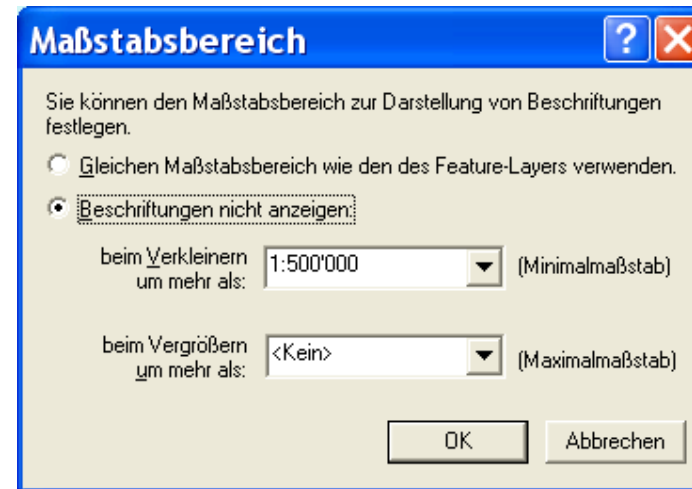 Maßstabsbereich
Sie können den Maßstabsbereich zur Darstellung von Beschriftungen
festlegen.
Gleichen Maßstabsbereich wie den des Feature-Layers verwenden.
Beschriftungen nicht anzeigen:
beim Verkleinern
um mehr als:
1:500'000
(Minimalmaßstab)
beim Vergrößern
um mehr als:
<Kein>
(Maximalmaßstab)
OK
Abbrechen